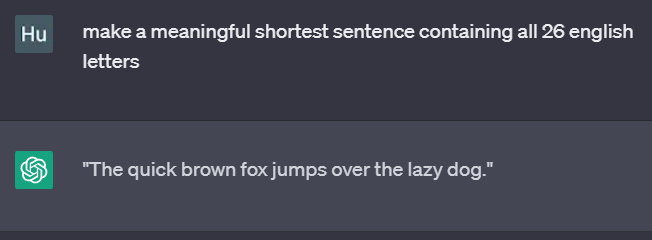 Hu
make a meaningful shortest sentence containing all 26 english
letters
"The quick brown fox jumps over the lazy dog."